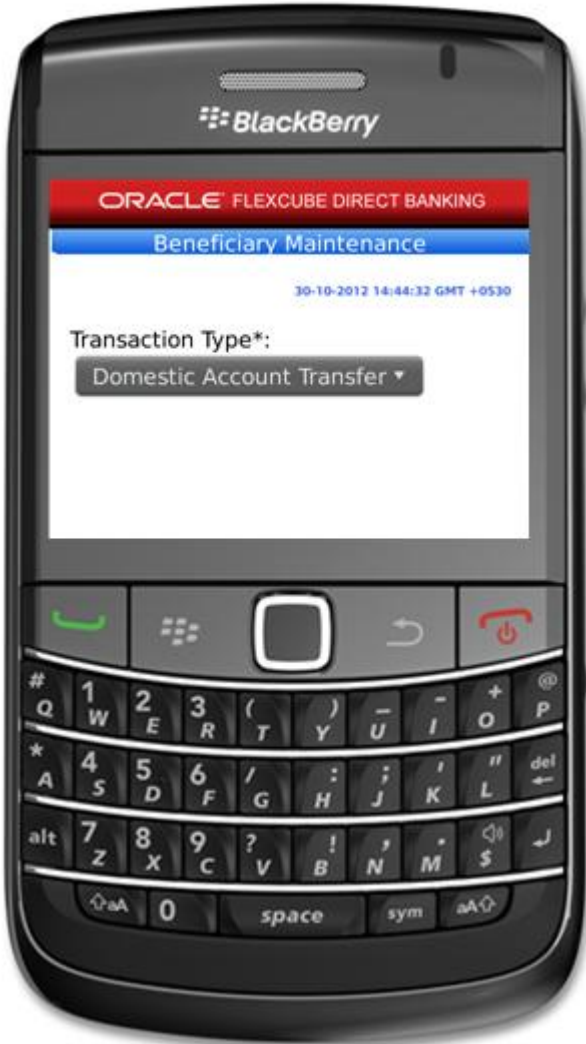 BlackBerry
ORACLE FLEXCUBE DIRECT BANKING
Beneficiary Maintenance
30-10-2012 14:44:32 GMT +0530
Transaction Type*:
Domestic Account Transfer
# Q 1 W 2 E 3 R ( T ) Y _ U - I + O @ P
* A 4 S 5 D 6 F / G : H ; J ' K " L del
alt 7 Z 8 X 9 C ? V ! B , N . M $
aA 0 space sym aA